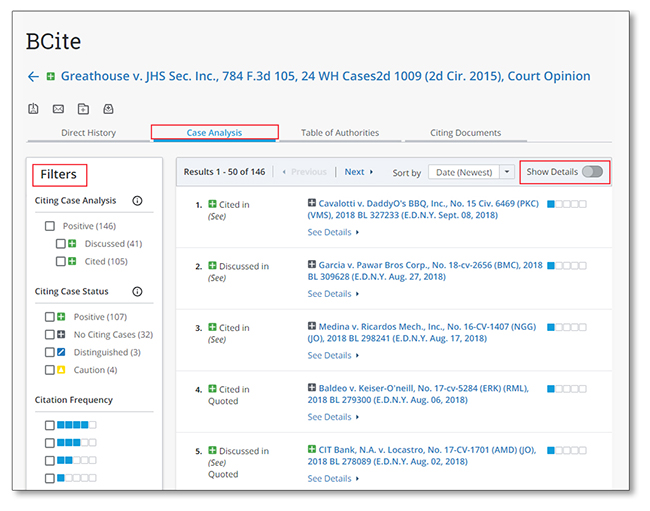 BCite
Greathouse v. JHS Sec. Inc., 784 F.3d 105, 24 WH Cases2d 1009 (2d Cir. 2015), Court Opinion
Direct History
Case Analysis
Table of Authorities
Citing Documents
Filters
Citing Case Analysis
Positive (146)
Discussed (41)
Cited (105)
Citing Case Status
Positive (107)
No Citing Cases (32)
Distinguished (3)
Caution (4)
Citation Frequency
Results 1 - 50 of 146
Previous
Next
Sort by
Date (Newest)
Show Details
1. Cited in
(See)
Cavalotti v. DaddyO's BBQ, Inc., No. 15 Civ. 6469 (PKC)
(VMS), 2018 BL 327233 (E.D.N.Y. Sept. 08, 2018)
See Details
2. Discussed in
(See)
Garcia v. Pawar Bros Corp., No. 18-cv-2656 (BMC), 2018
BL 309628 (E.D.N.Y. Aug. 27, 2018)
See Details
3. Cited in
(See)
Medina v. Ricardos Mech., Inc., No. 16-CV-1407 (NGG)
(JO), 2018 BL 298241 (E.D.N.Y. Aug. 17, 2018)
See Details
4. Cited in
Quoted
Baldeo v. Keiser-O'neill, No. 17-cv-5284 (ERK) (RML),
2018 BL 279300 (E.D.N.Y. Aug. 06, 2018)
See Details
5. Discussed in
(See)
Quoted
CIT Bank, N.A. v. Locastro, No. 17-CV-1701 (AMD) (JO),
2018 BL 278089 (E.D.N.Y. Aug. 02, 2018)
See Details